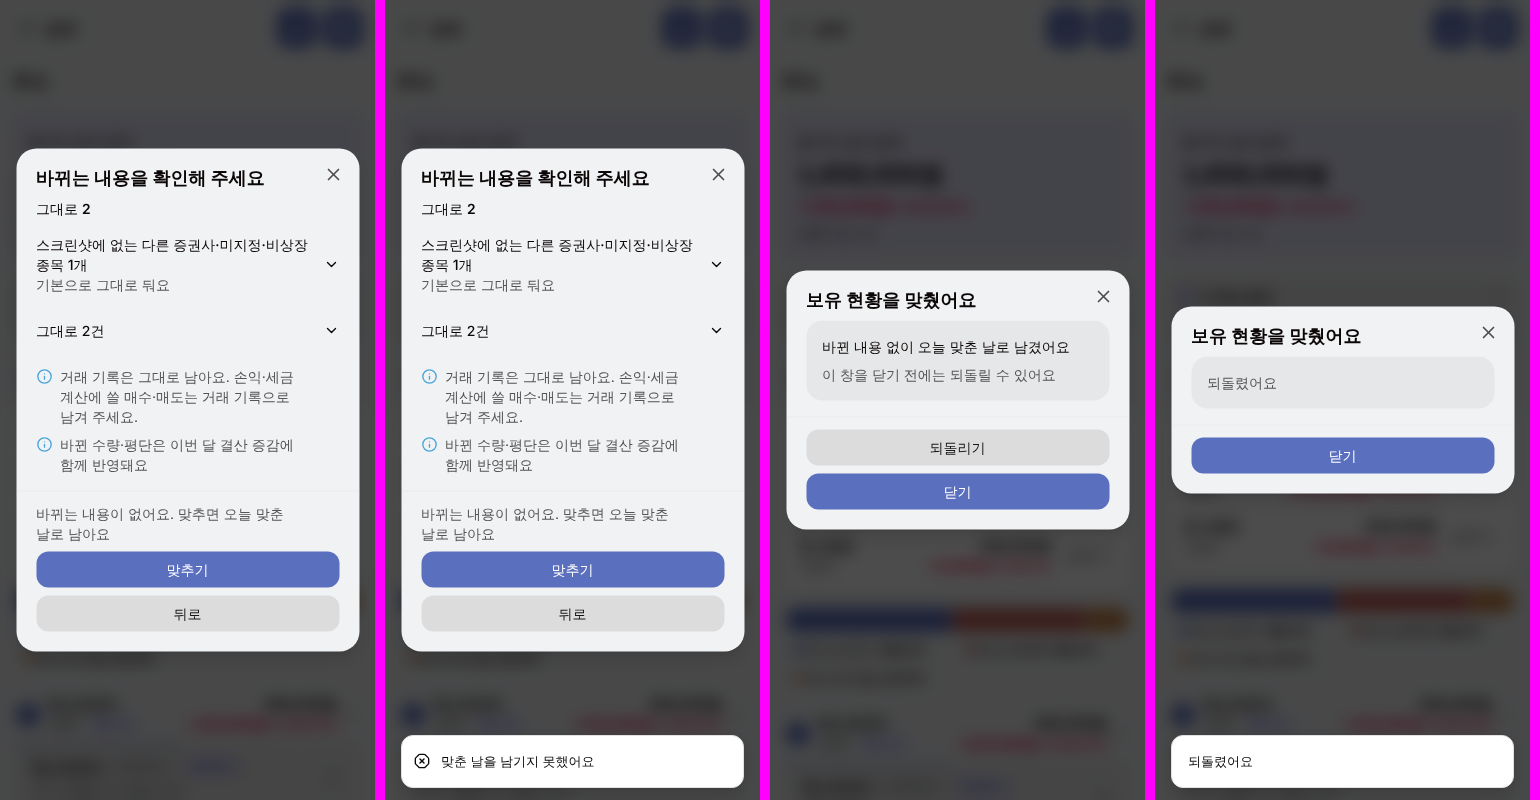 바뀌는 내용을 확인해 주세요
그대로 2
스크린샷에 없는 다른 증권사·미지정·비상장
종목 1개
기본으로 그대로 둬요
그대로 2건
거래 기록은 그대로 남아요. 손익·세금
계산에 쓸 매수·매도는 거래 기록으로
남겨 주세요.
바뀐 수량·평단은 이번 달 결산 증감에
함께 반영돼요
바뀌는 내용이 없어요. 맞추면 오늘 맞춘
날로 남아요
맞추기
뒤로
바뀌는 내용을 확인해 주세요
그대로 2
스크린샷에 없는 다른 증권사·미지정·비상장
종목 1개
기본으로 그대로 둬요
그대로 2건
거래 기록은 그대로 남아요. 손익·세금
계산에 쓸 매수·매도는 거래 기록으로
남겨 주세요.
바뀐 수량·평단은 이번 달 결산 증감에
함께 반영돼요
바뀌는 내용이 없어요. 맞추면 오늘 맞춘
날로 남아요
맞추기
뒤로
맞춘 날을 남기지 못했어요
보유 현황을 맞췄어요
바뀐 내용 없이 오늘 맞춘 날로 남겼어요
이 창을 닫기 전에는 되돌릴 수 있어요
되돌리기
닫기
보유 현황을 맞췄어요
되돌렸어요
닫기
되돌렸어요